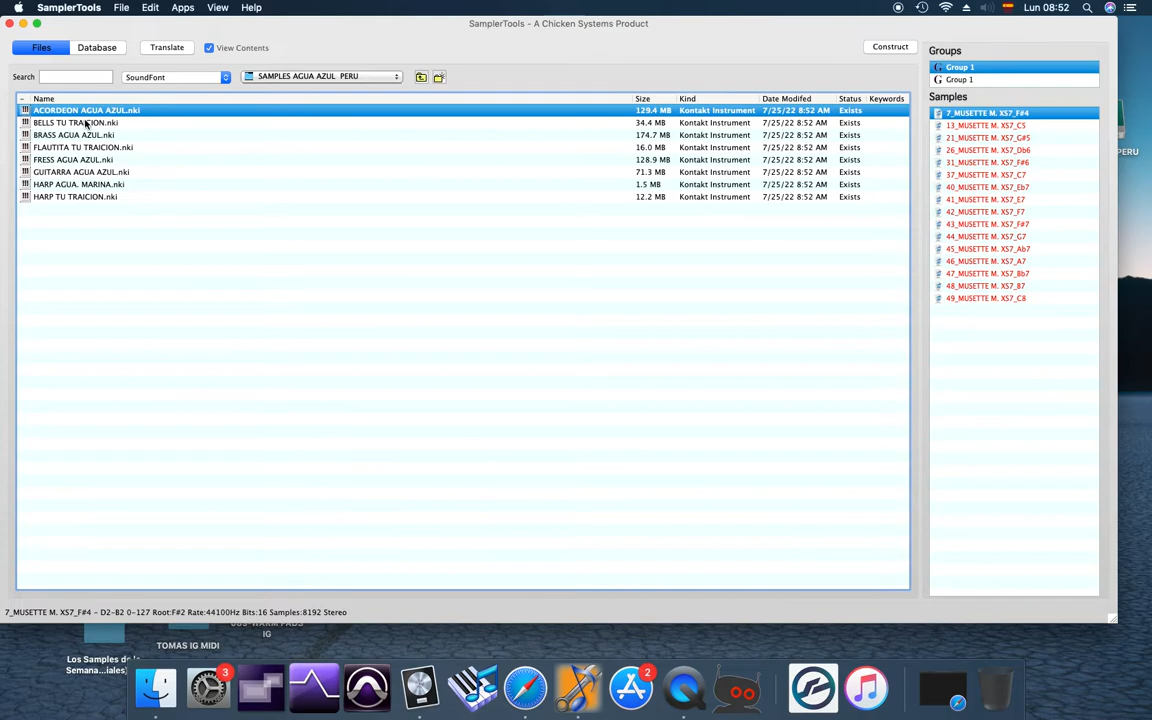 SamplerTools File Edit Apps View Help Lun 08:52
SamplerTools - A Chicken Systems Product
Files Database Translate View Contents Construct
Search SoundFont SAMPLES AGUA AZUL PERU
Name Size Kind Date Modifed Status Keywords
ACORDEON AGUA AZUL.nki 129.4 MB Kontakt Instrument 7/25/22 8:52 AM Exists
BELLS TU TRAICION.nki 34.4 MB Kontakt Instrument 7/25/22 8:52 AM Exists
BRASS AGUA AZUL.nki 174.7 MB Kontakt Instrument 7/25/22 8:52 AM Exists
FLAUTITA TU TRAICION.nki 16.0 MB Kontakt Instrument 7/25/22 8:52 AM Exists
FRESS AGUA AZUL.nki 128.9 MB Kontakt Instrument 7/25/22 8:52 AM Exists
GUITARRA AGUA AZUL.nki 71.3 MB Kontakt Instrument 7/25/22 8:52 AM Exists
HARP AGUA. MARINA.nki 1.5 MB Kontakt Instrument 7/25/22 8:52 AM Exists
HARP TU TRAICION.nki 12.2 MB Kontakt Instrument 7/25/22 8:52 AM Exists
Groups
G Group 1
G Group 1
Samples
7_MUSETTE M. XS7_F#4
13_MUSETTE M. XS7_C5
21_MUSETTE M. XS7_G#5
26_MUSETTE M. XS7_Db6
31_MUSETTE M. XS7_F#6
37_MUSETTE M. XS7_C7
40_MUSETTE M. XS7_Eb7
41_MUSETTE M. XS7_E7
42_MUSETTE M. XS7_F7
43_MUSETTE M. XS7_F#7
44_MUSETTE M. XS7_G7
45_MUSETTE M. XS7_Ab7
46_MUSETTE M. XS7_A7
47_MUSETTE M. XS7_Bb7
48_MUSETTE M. XS7_B7
49_MUSETTE M. XS7_C8
PERU
7_MUSETTE M. XS7_F#4 - D2-B2 0-127 Root:F#2 Rate:44100Hz Bits:16 Samples:8192 Stereo
IG
TOMAS IG MIDI
Los Samples de la
Semana...iales)
3
2